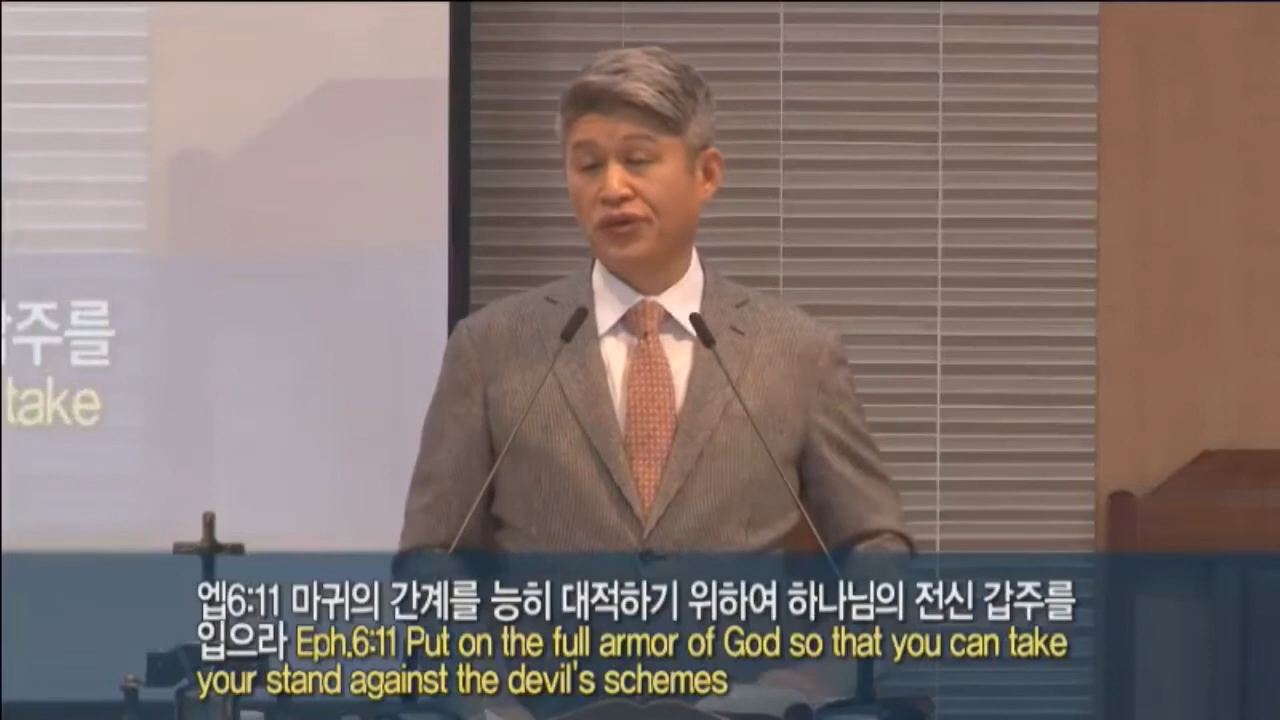 갑주를
take
엡6:11 마귀의 간계를 능히 대적하기 위하여 하나님의 전신 갑주를
입으라 Eph.6:11 Put on the full armor of God so that you can take
your stand against the devil's schemes